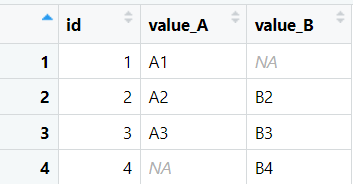 id value_A value_B
1 1 A1 NA
2 2 A2 B2
3 3 A3 B3
4 4 NA B4